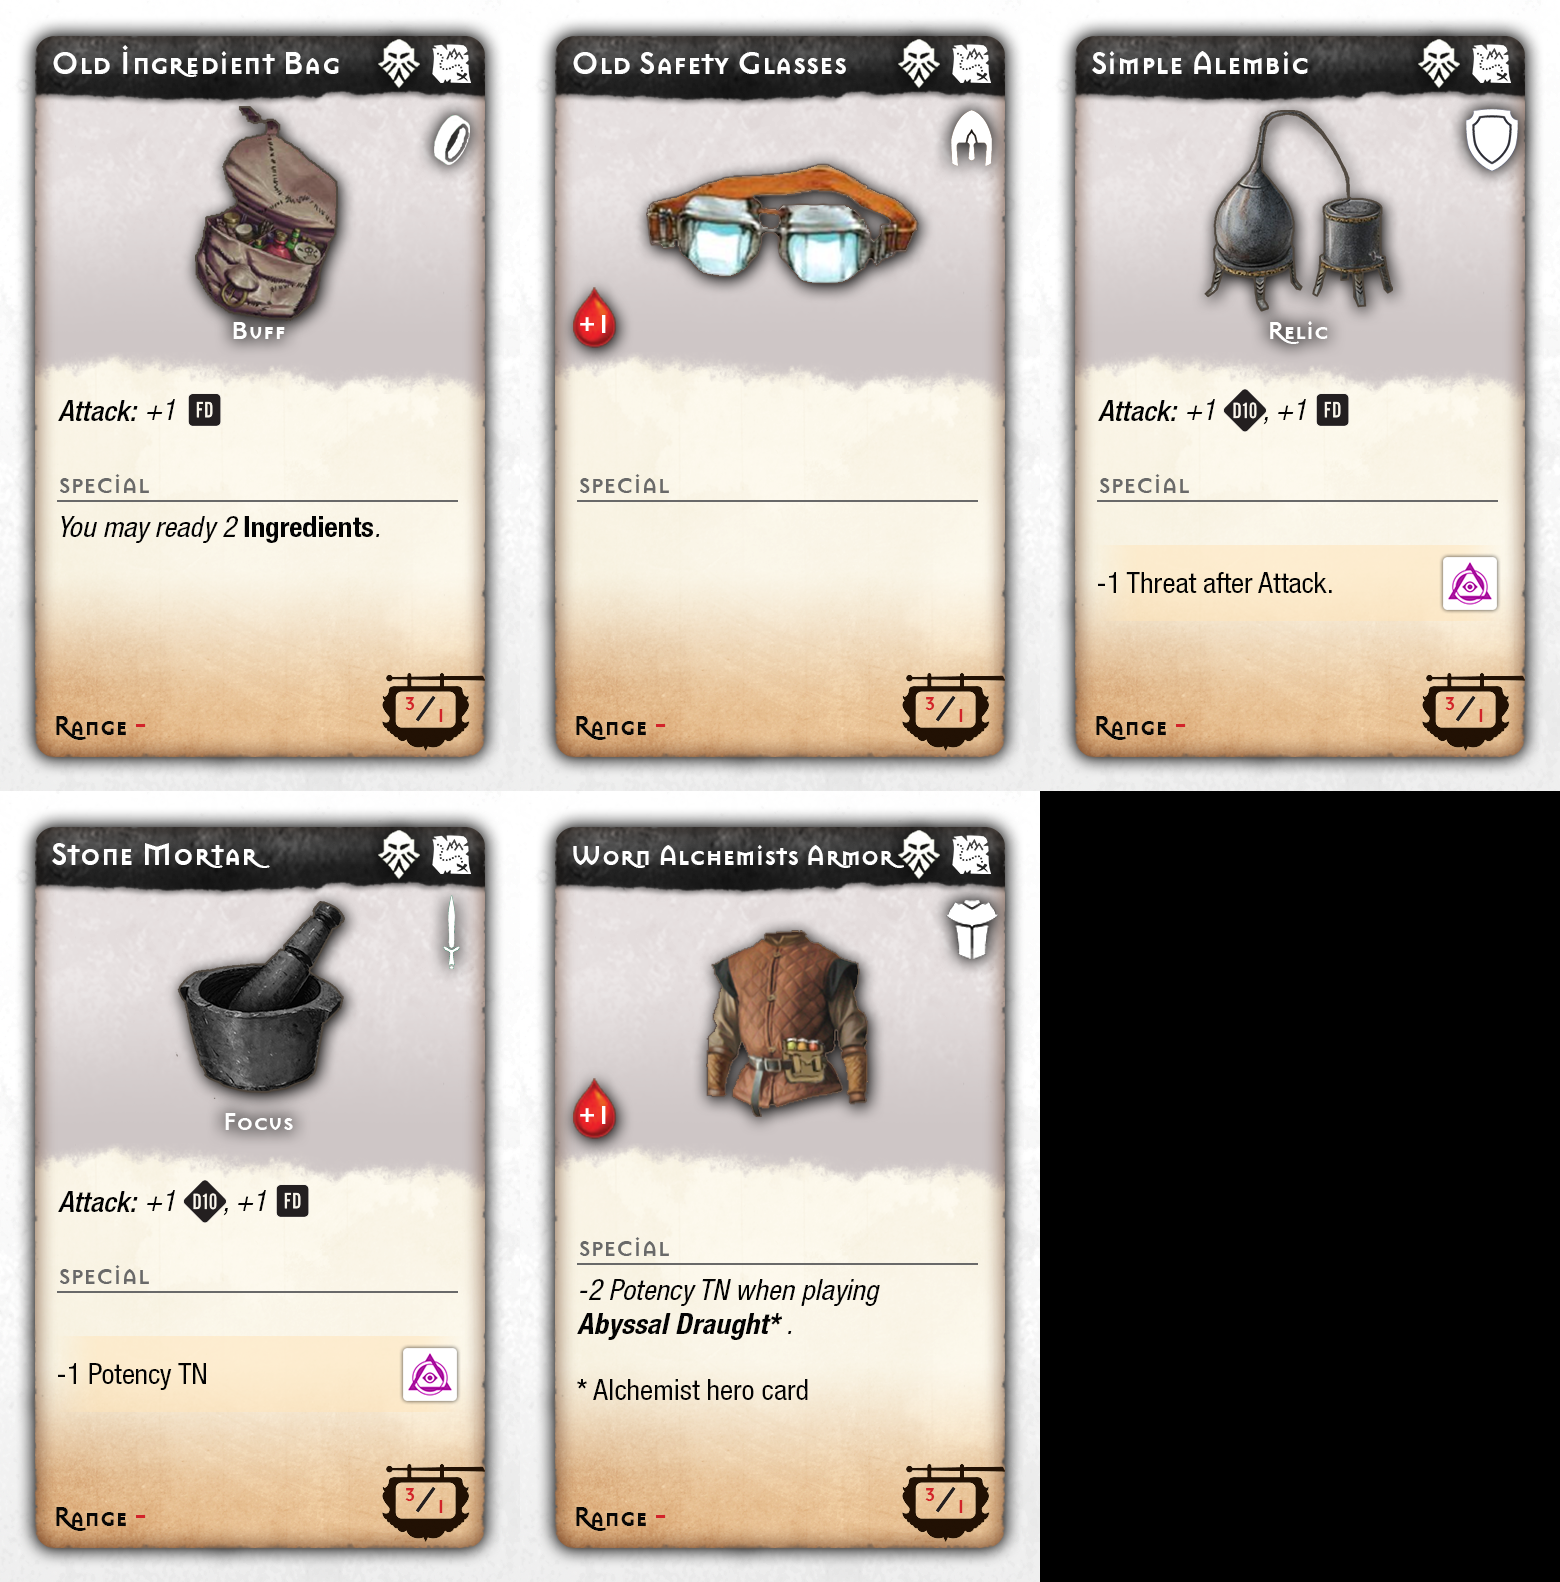 Old Ingredient Bag
Buff
Attack: +1 FD
Special
You may ready 2 Ingredients.
Range -
3/1
Old Safety Glasses
+1
Special
Range -
3/1
Simple Alembic
Relic
Attack: +1 D10, +1 FD
Special
-1 Threat after Attack.
Range -
3/1
Stone Mortar
Focus
Attack: +1 D10, +1 FD
Special
-1 Potency TN
Range -
3/1
Worn Alchemists Armor
+1
Special
-2 Potency TN when playing
Abyssal Draught* .
* Alchemist hero card
Range -
3/1